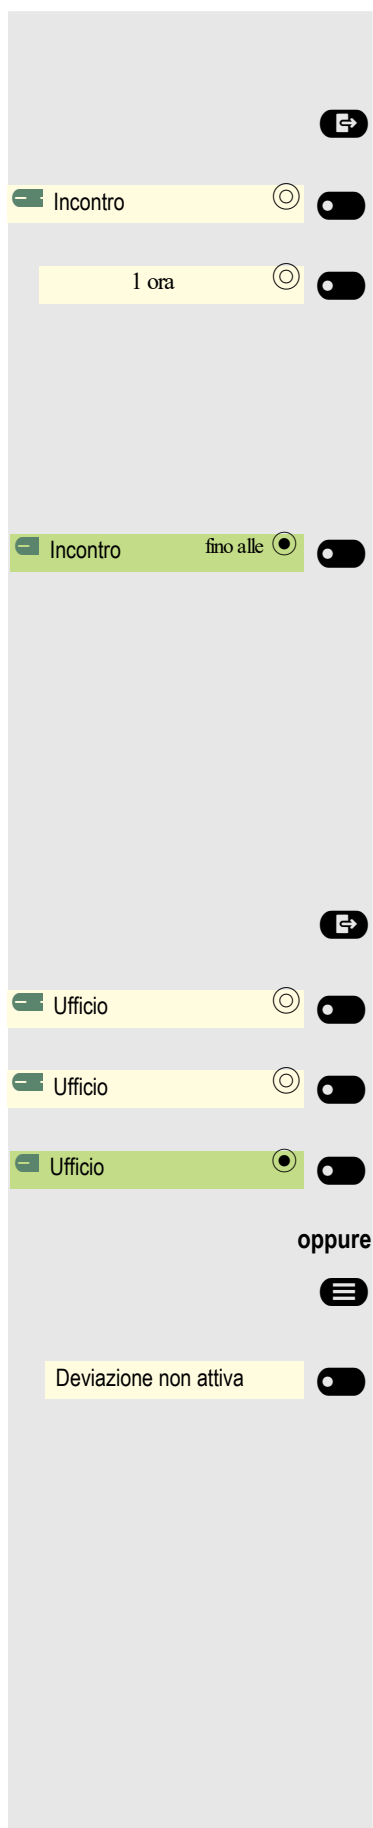 Incontro
1 ora
Incontro fino alle
Ufficio
Ufficio
Ufficio
oppure
Deviazione non attiva